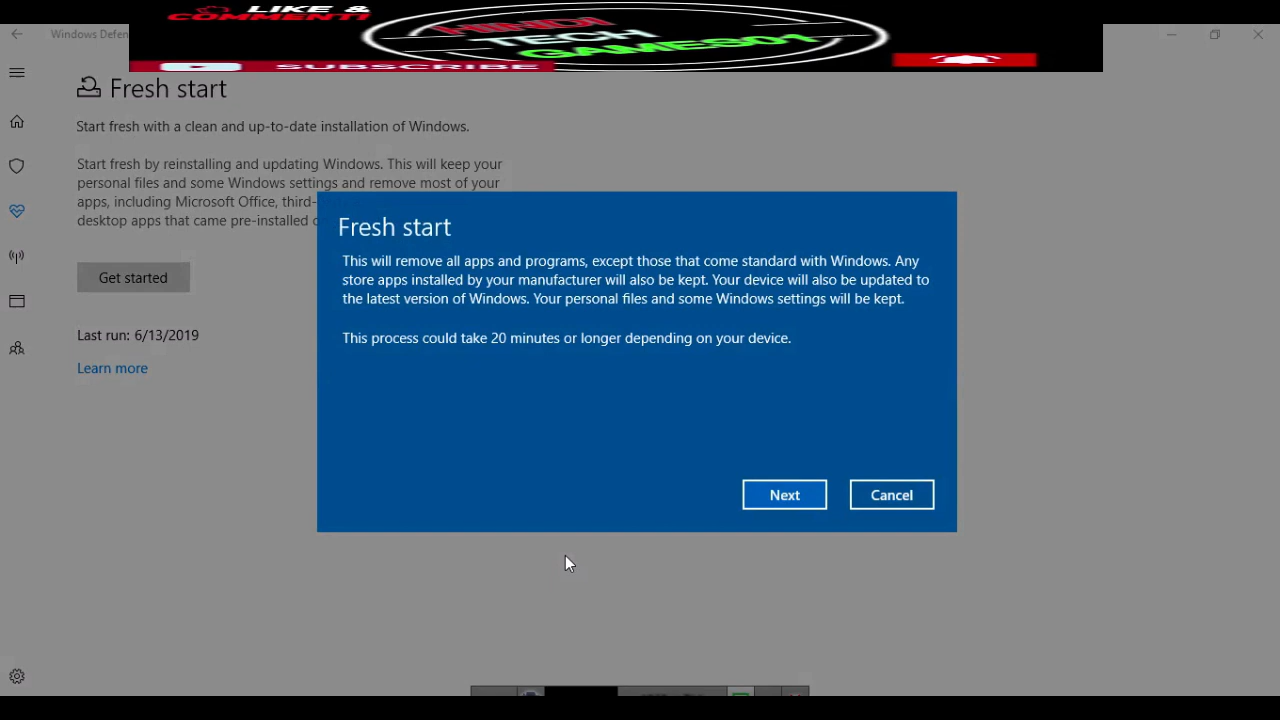 LIKE &
COMMENT!
HINDI
TECH
GAMES01
SUBSCRIBE
Windows Defen
Fresh start
Start fresh with a clean and up-to-date installation of Windows.
Start fresh by reinstalling and updating Windows. This will keep your
personal files and some Windows settings and remove most of your
apps, including Microsoft Office, third-
desktop apps that came pre-installed
Get started
Last run: 6/13/2019
Learn more
Fresh start
This will remove all apps and programs, except those that come standard with Windows. Any
store apps installed by your manufacturer will also be kept. Your device will also be updated to
the latest version of Windows. Your personal files and some Windows settings will be kept.
This process could take 20 minutes or longer depending on your device.
Next
Cancel